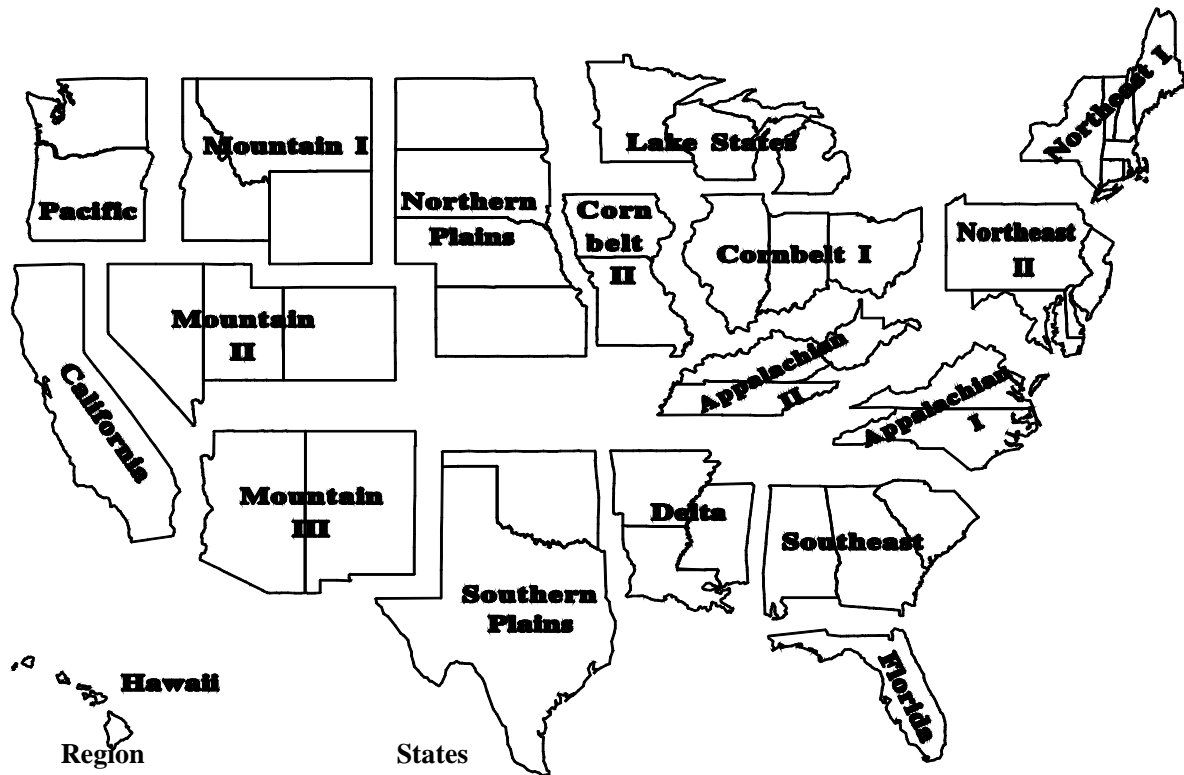 Northeast I
Mountain I
Lake States
Pacific
Northern
Plains
Corn
belt
II
Cornbelt I
Northeast
II
Mountain
II
California
Appalachian
II
Appalachian
I
Mountain
III
Delta
Southeast
Southern
Plains
Florida
Hawaii
Region States